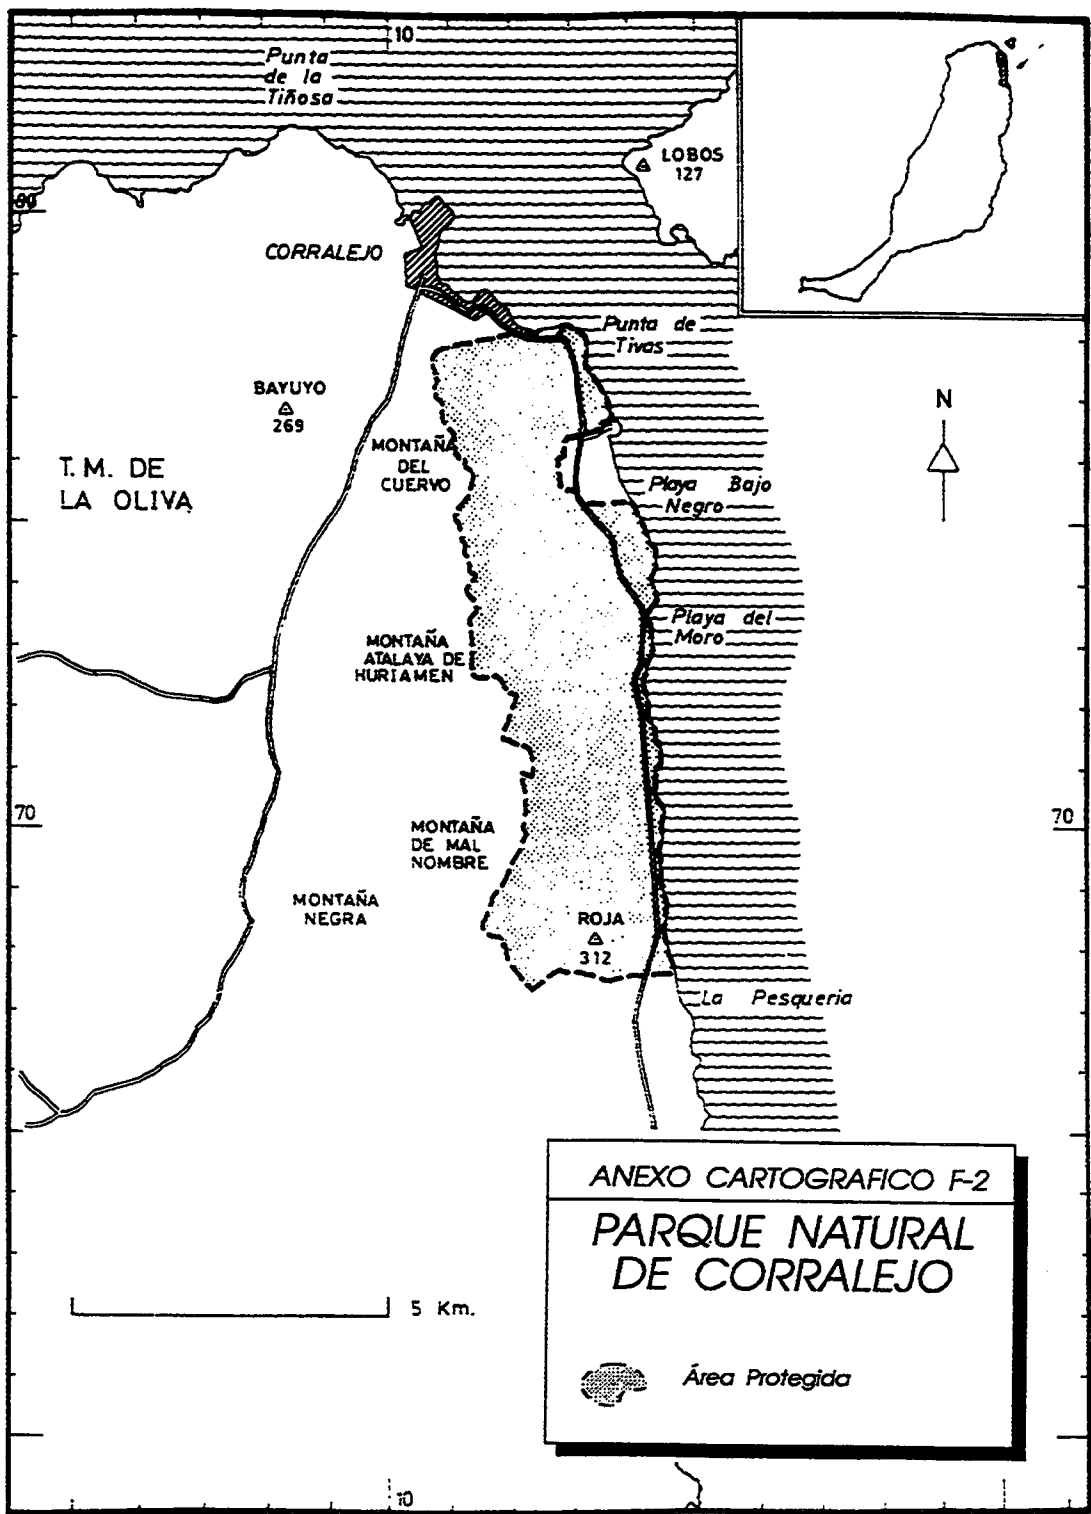 10
Punta
de la
Tiñosa
LOBOS
127
80
CORRALEJO
Punta de
Tivas
BAYUYO
269
N
MONTAÑA
DEL
CUERVO
T. M. DE
LA OLIVA
Playa Bajo
Negro
Playa del
Moro
MONTAÑA
ATALAYA DE
HURIAMEN
70
70
MONTAÑA
DE MAL
NOMBRE
MONTAÑA
NEGRA
ROJA
312
La Pesqueria
ANEXO CARTOGRAFICO F-2
PARQUE NATURAL
DE CORRALEJO
5 Km.
Área Protegida
10